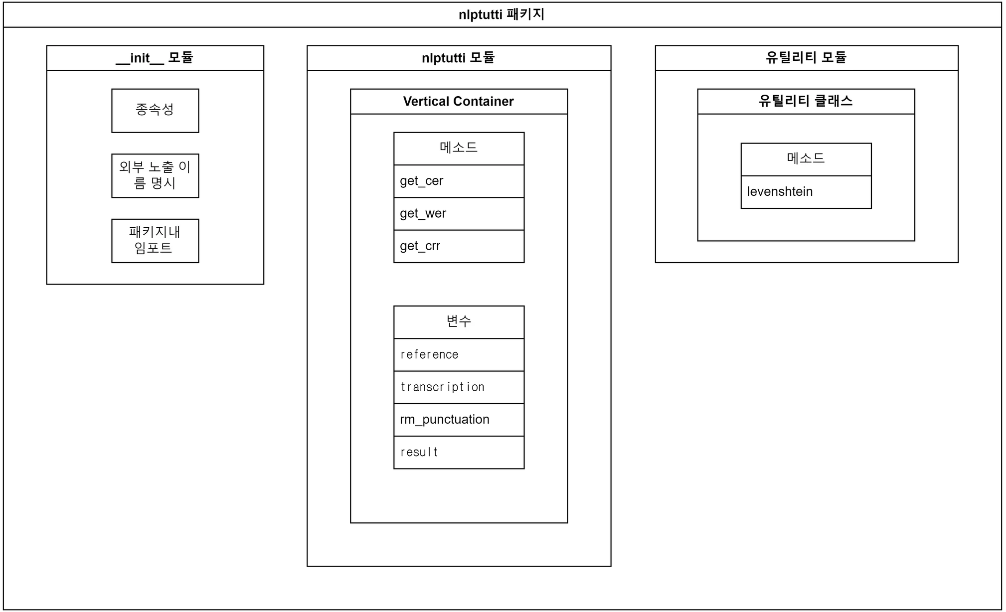 nlptutti 패키지
__init__ 모듈
종속성
외부 노출 이
름 명시
패키지내
임포트
nlptutti 모듈
Vertical Container
메소드
get_cer
get_wer
get_crr
변수
reference
transcription
rm_punctuation
result
유틸리티 모듈
유틸리티 클래스
메소드
levenshtein